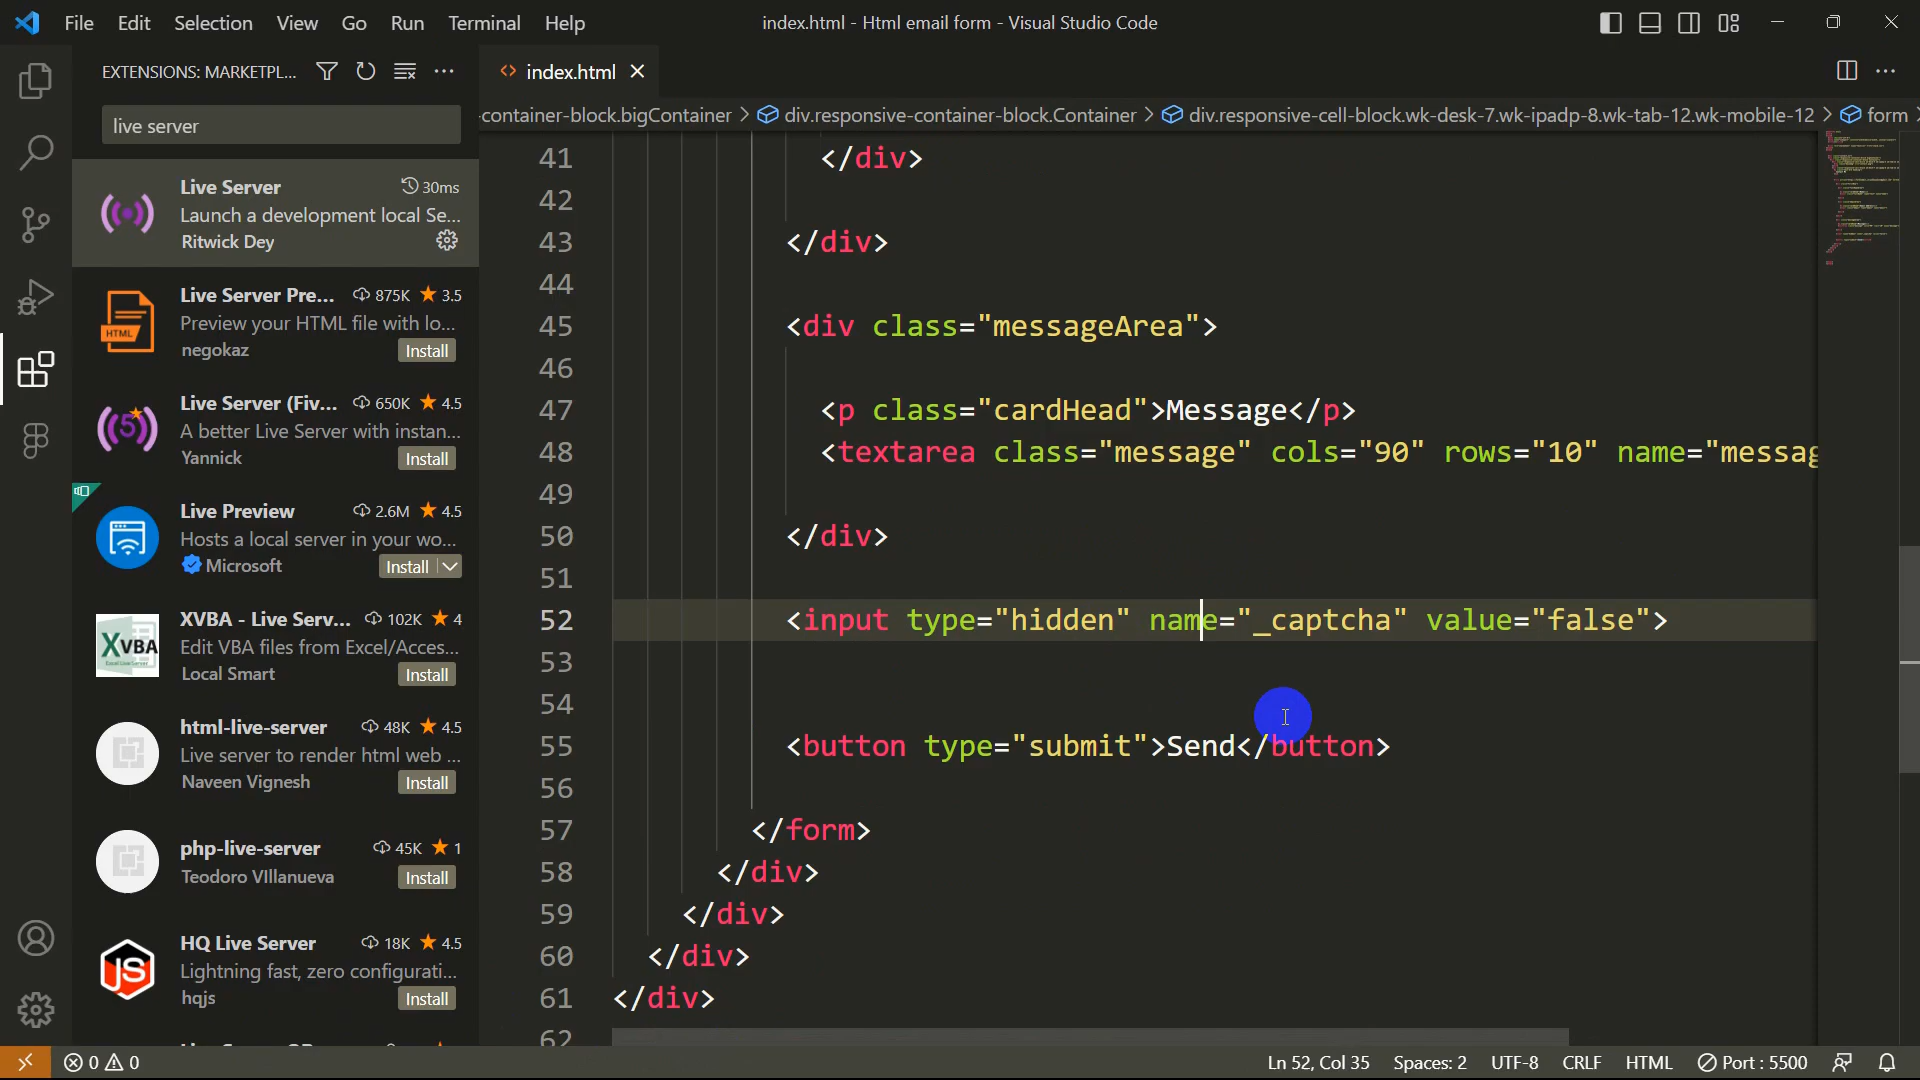 File Edit Selection View Go Run Terminal Help
index.html - Html email form - Visual Studio Code
EXTENSIONS: MARKETPL...
live server
Live Server 30ms
Launch a development local Se...
Ritwick Dey
Live Server Pre... 875K 3.5
Preview your HTML file with lo...
negokaz Install
Live Server (Fiv... 650K 4.5
A better Live Server with instan...
Yannick Install
Live Preview 2.6M 4.5
Hosts a local server in your wo...
Microsoft Install
XVBA - Live Serv... 102K 4
Edit VBA files from Excel/Acces...
Local Smart Install
html-live-server 48K 4.5
Live server to render html web ...
Naveen Vignesh Install
php-live-server 45K 1
Teodoro VIllanueva Install
HQ Live Server 18K 4.5
Lightning fast, zero configurati...
hqjs Install
index.html
-container-block.bigContainer > div.responsive-container-block.Container > div.responsive-cell-block.wk-desk-7.wk-ipadp-8.wk-tab-12.wk-mobile-12 > form
41 </div>
42
43 </div>
44
45 <div class="messageArea">
46
47 <p class="cardHead">Message</p>
48 <textarea class="message" cols="90" rows="10" name="messag
49
50 </div>
51
52 <input type="hidden" name="_captcha" value="false">
53
54
55 <button type="submit">Send</button>
56
57 </form>
58 </div>
59 </div>
60 </div>
61 </div>
62
0 0
Ln 52, Col 35 Spaces: 2 UTF-8 CRLF HTML Port : 5500